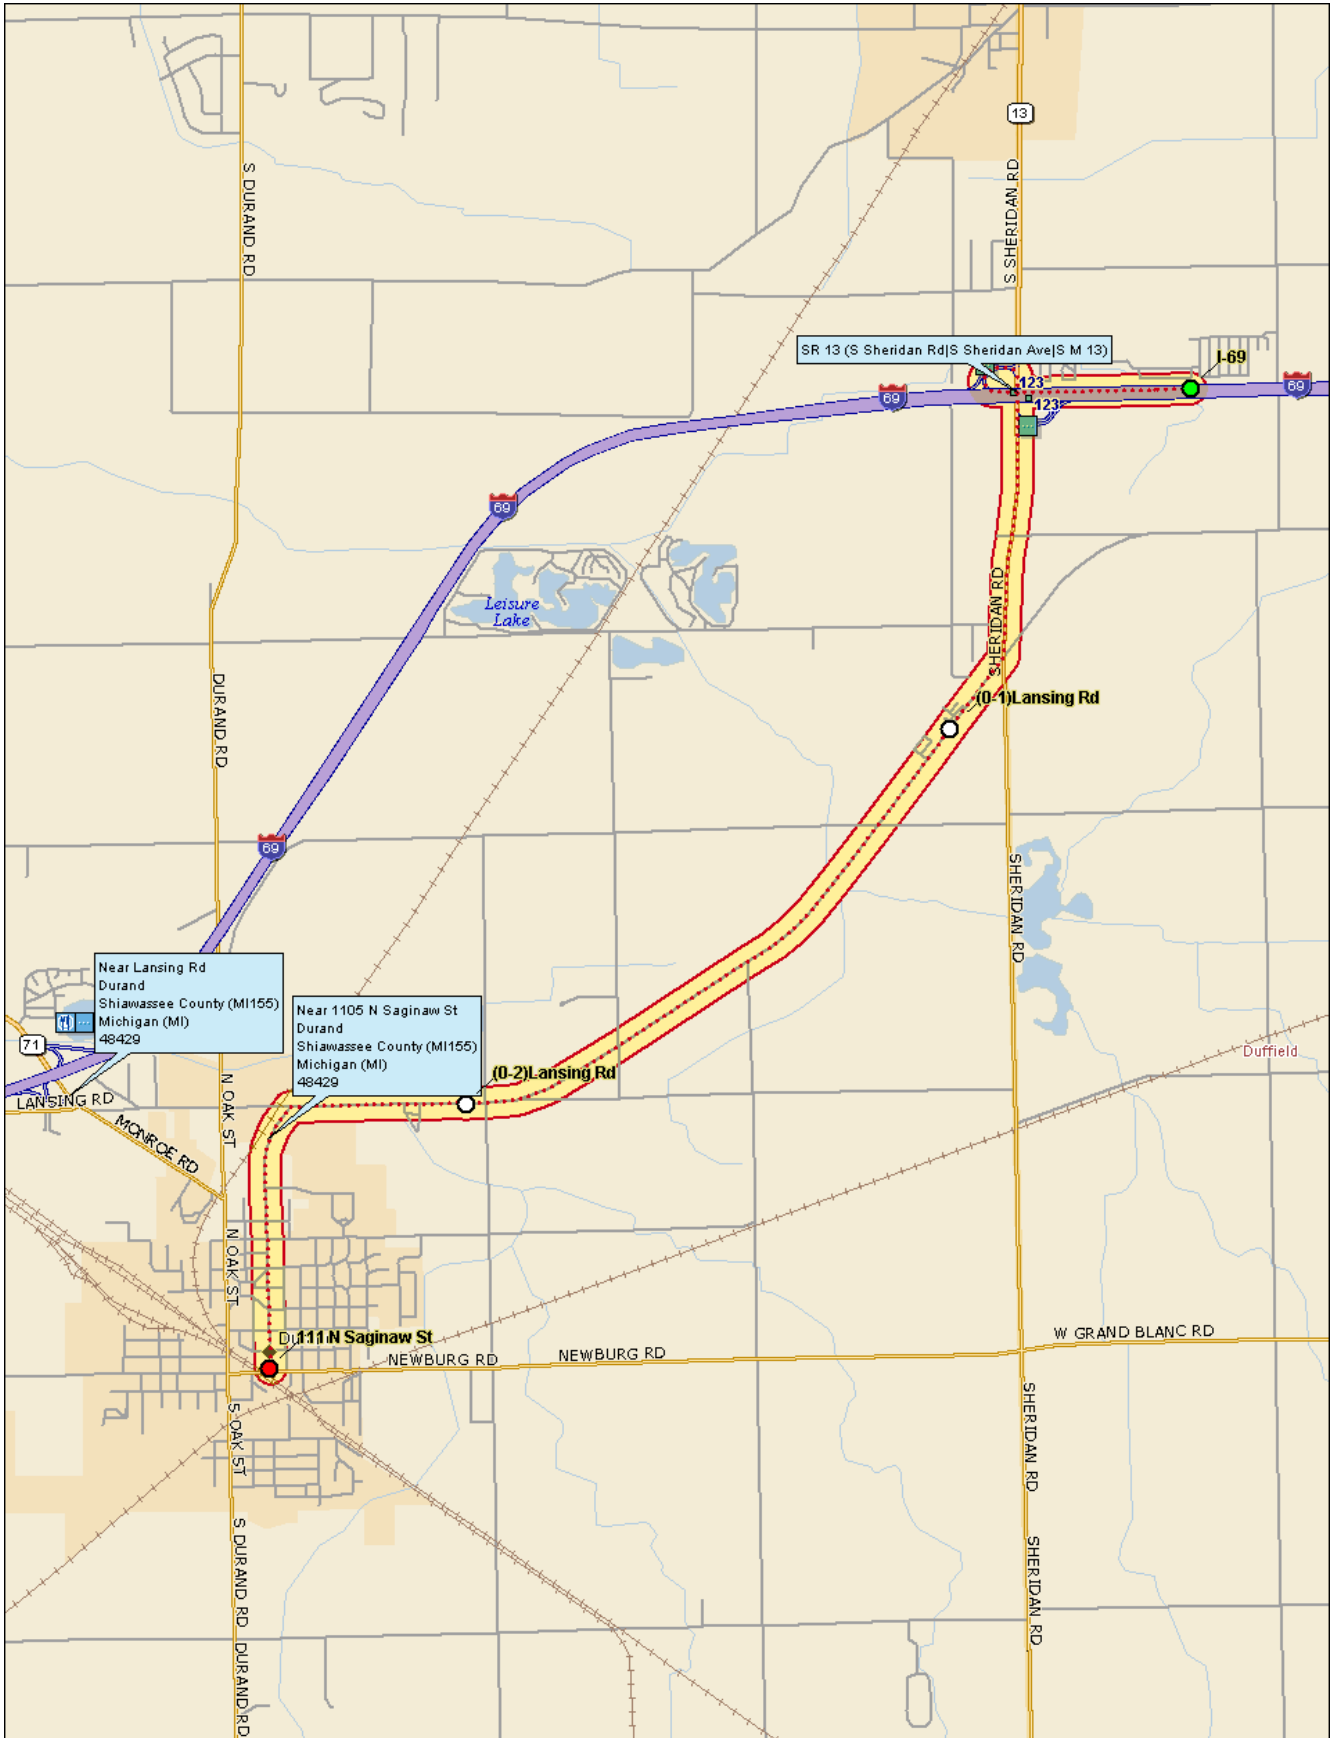 13
S DURAND RD
S SHERIDAN RD
SR 13 (S Sheridan Rd|S Sheridan Ave|S M 13)
I-69
123
69
69
123
69
Leisure
Lake
SHERIDAN RD
DURAND RD
(0-1)Lansing Rd
69
SHERIDAN RD
Near Lansing Rd
Durand
Shiawassee County (MI155)
Michigan (MI)
48429
Near 1105 N Saginaw St
Durand
Shiawassee County (MI155)
Michigan (MI)
48429
71
Duffield
(0-2)Lansing Rd
LANSING RD
N OAK ST
MONROE RD
N OAK ST
111 N Saginaw St
NEWBURG RD
NEWBURG RD
W GRAND BLANC RD
S OAK ST
SHERIDAN RD
S DURAND RD
SHERIDAN RD
DURAND RD